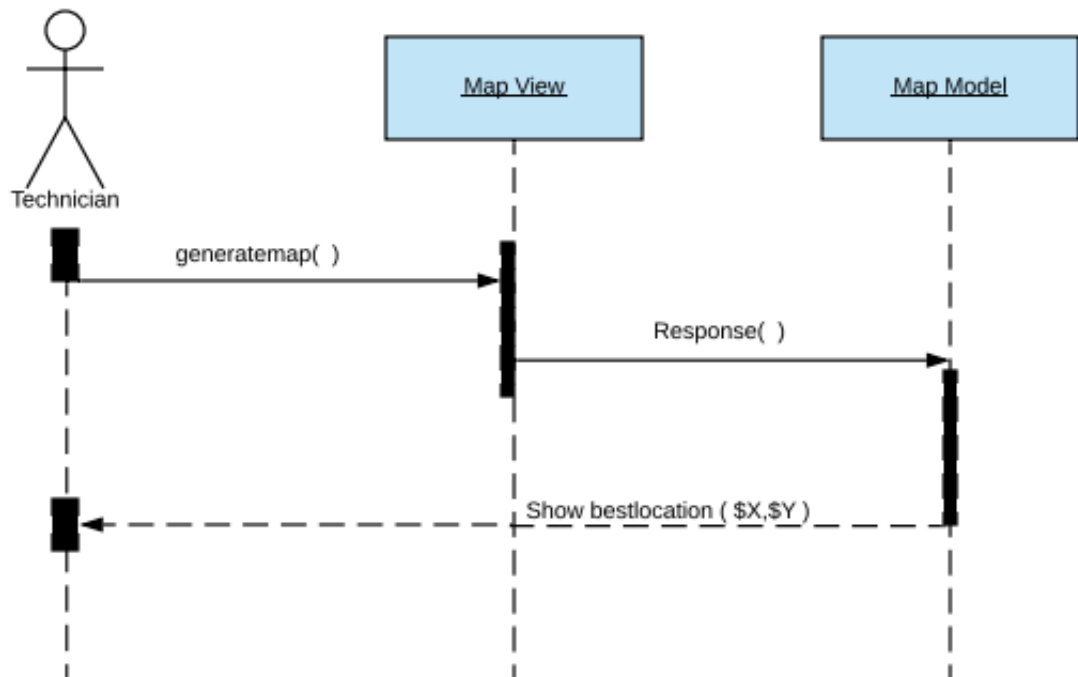 Map View
Map Model
Technician
generatemap(  )
Response(  )
Show bestlocation ( $X,$Y )